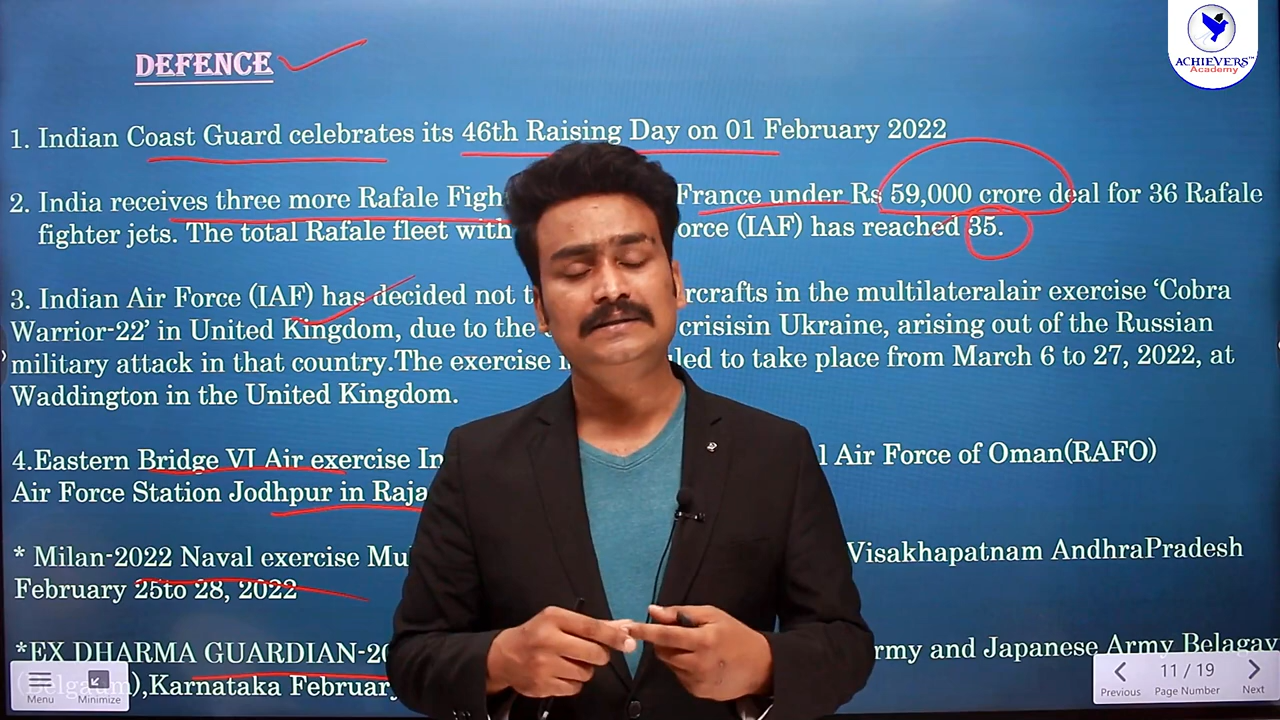 ACHIEVERS™
Academy
DEFENCE
1. Indian Coast Guard celebrates its 46th Raising Day on 01 February 2022
2. India receives three more Rafale Figh France under Rs 59,000 crore deal for 36 Rafale
fighter jets. The total Rafale fleet with orce (IAF) has reached 35.
3. Indian Air Force (IAF) has decided not t rcrafts in the multilateralair exercise ‘Cobra
Warrior-22’ in United Kingdom, due to the crisisin Ukraine, arising out of the Russian
military attack in that country.The exercise i led to take place from March 6 to 27, 2022, at
Waddington in the United Kingdom.
4.Eastern Bridge VI Air exercise In l Air Force of Oman(RAFO)
Air Force Station Jodhpur in Raja
* Milan-2022 Naval exercise Mu Visakhapatnam AndhraPradesh
February 25to 28, 2022
*EX DHARMA GUARDIAN-20 rmy and Japanese Army Belagav
(Belgaum),Karnataka February
Menu
Minimize
11 / 19
Previous
Page Number
Next